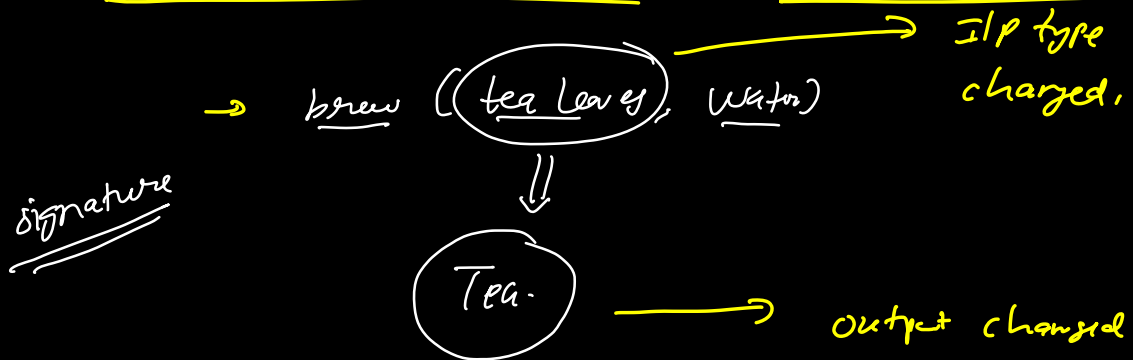 I/P type
changed.
→ brew (tea leaves, water)
signature
Tea.
output changed